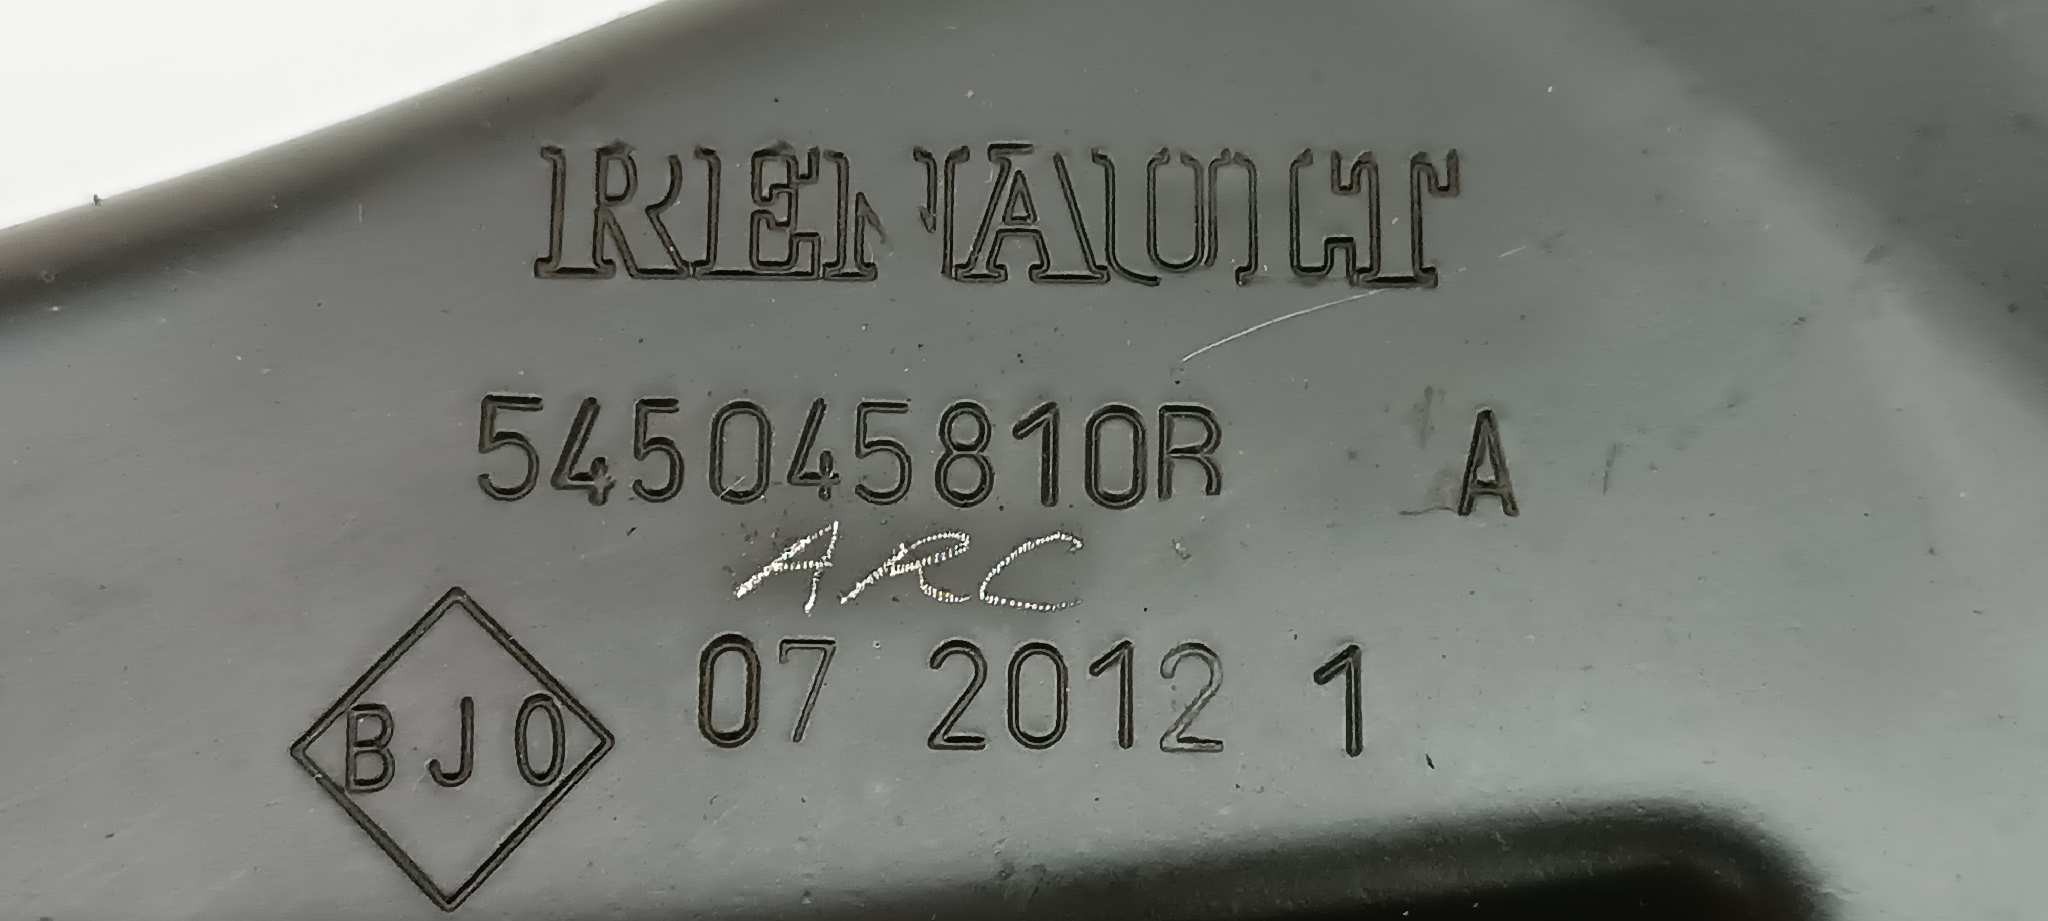 RENAULT
545045810R A
ARC
BJO 07 2012 1